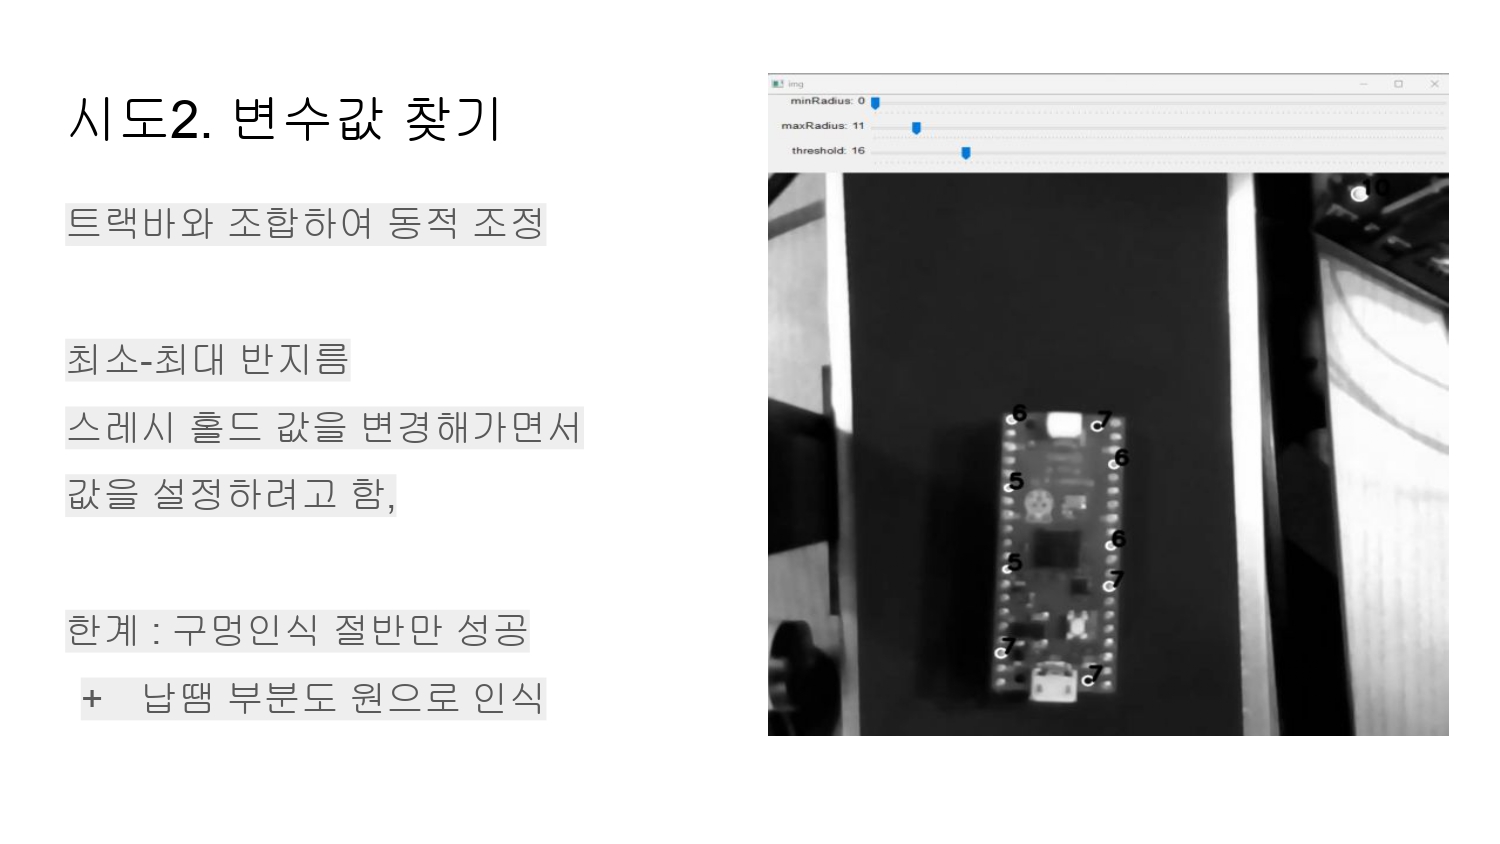 시도2. 변수값 찾기
트랙바와 조합하여 동적 조정
최소-최대 반지름
스레시 홀드 값을 변경해가면서
값을 설정하려고 함,
한계 : 구멍인식 절반만 성공
+ 납땜 부분도 원으로 인식
img
minRadius: 0
maxRadius: 11
threshold: 16
10
6
7
6
5
6
5
7
7
7